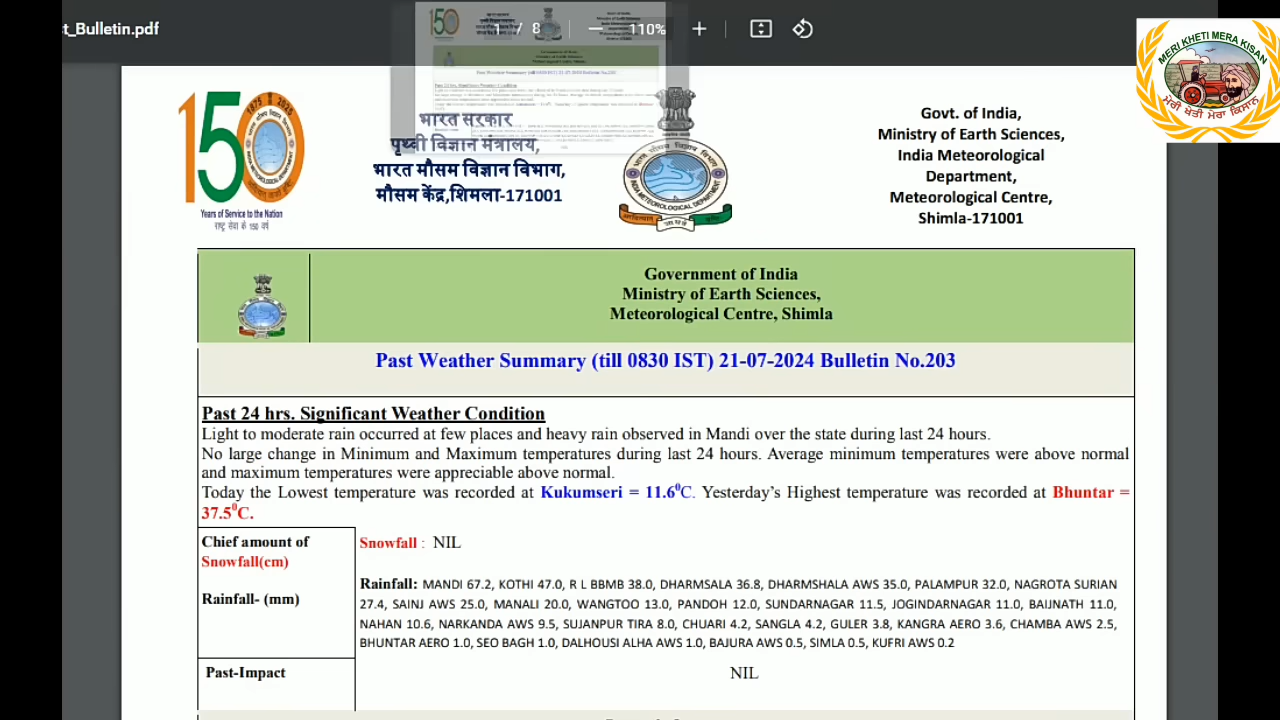 t_Bulletin.pdf
1 / 8
110%
MERI KHETI MERA KISAN
ਮੇਰੀ ਖੇਤੀ ਮੇਰਾ ਕਿਸਾਨ
150
Years of Service to the Nation
राष्ट्र सेवा के 150 वर्ष
भारत सरकार
पृथ्वी विज्ञान मंत्रालय,
भारत मौसम विज्ञान विभाग,
मौसम केंद्र,शिमला-171001
INDIA METEOROLOGICAL DEPARTMENT
Govt. of India,
Ministry of Earth Sciences,
India Meteorological
Department,
Meteorological Centre,
Shimla-171001
Government of India
Ministry of Earth Sciences,
Meteorological Centre, Shimla
Past Weather Summary (till 0830 IST) 21-07-2024 Bulletin No.203
Past 24 hrs. Significant Weather Condition
Light to moderate rain occurred at few places and heavy rain observed in Mandi over the state during last 24 hours.
No large change in Minimum and Maximum temperatures during last 24 hours. Average minimum temperatures were above normal
and maximum temperatures were appreciable above normal.
Today the Lowest temperature was recorded at Kukumseri = 11.6⁰C. Yesterday's Highest temperature was recorded at Bhuntar =
37.5⁰C.
Chief amount of
Snowfall(cm)
Rainfall- (mm)
Snowfall : NIL
Rainfall: MANDI 67.2, KOTHI 47.0, R L BBMB 38.0, DHARMSALA 36.8, DHARMSHALA AWS 35.0, PALAMPUR 32.0, NAGROTA SURIAN
27.4, SAINJ AWS 25.0, MANALI 20.0, WANGTOO 13.0, PANDOH 12.0, SUNDARNAGAR 11.5, JOGINDARNAGAR 11.0, BAIJNATH 11.0,
NAHAN 10.6, NARKANDA AWS 9.5, SUJANPUR TIRA 8.0, CHUARI 4.2, SANGLA 4.2, GULER 3.8, KANGRA AERO 3.6, CHAMBA AWS 2.5,
BHUNTAR AERO 1.0, SEO BAGH 1.0, DALHOUSI ALHA AWS 1.0, BAJURA AWS 0.5, SIMLA 0.5, KUFRI AWS 0.2
Past-Impact
NIL